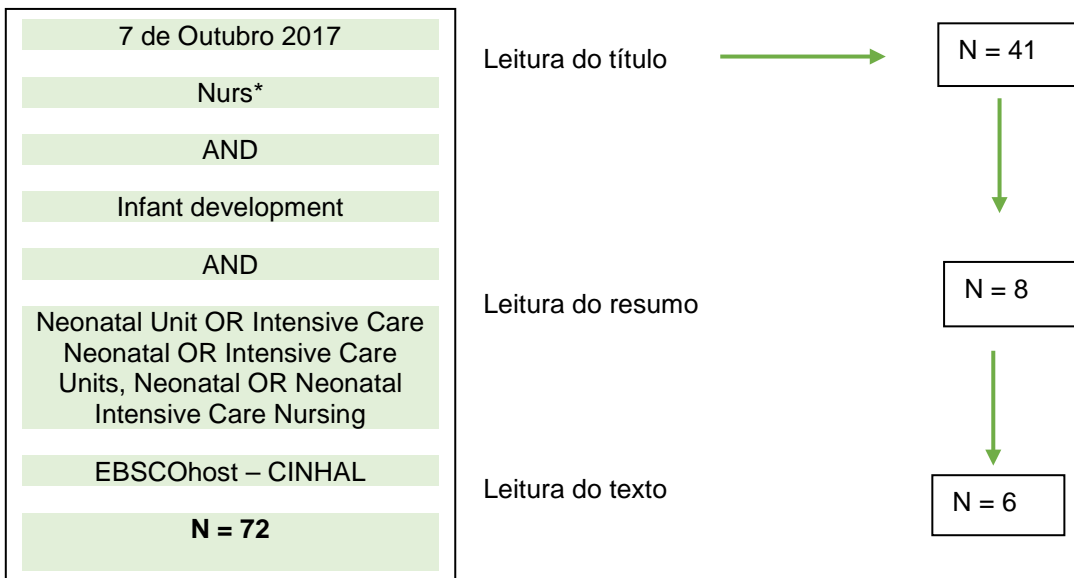 7 de Outubro 2017
Nurs*
AND
Infant development
AND
Neonatal Unit OR Intensive Care
Neonatal OR Intensive Care
Units, Neonatal OR Neonatal
Intensive Care Nursing
EBSCOhost – CINHAL
N = 72
Leitura do título
N = 41
Leitura do resumo
N = 8
Leitura do texto
N = 6